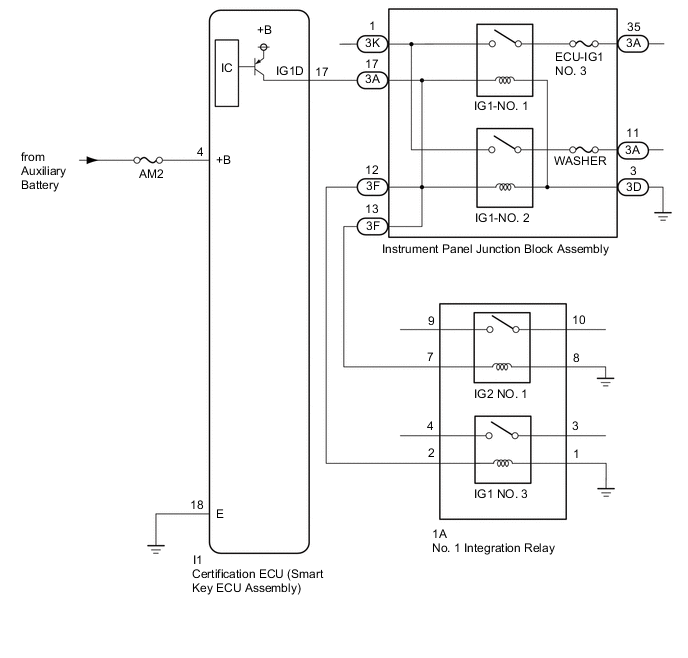 +B
IC
IG1D
17
1
3K
17
3A
35
3A
ECU-IG1
NO. 3
IG1-NO. 1
from
Auxiliary
Battery
AM2
4
+B
11
3A
WASHER
12
3F
3
3D
IG1-NO. 2
13
3F
Instrument Panel Junction Block Assembly
9
10
7
8
IG2 NO. 1
4
3
2
1
IG1 NO. 3
18
E
1A
No. 1 Integration Relay
I1
Certification ECU (Smart
Key ECU Assembly)